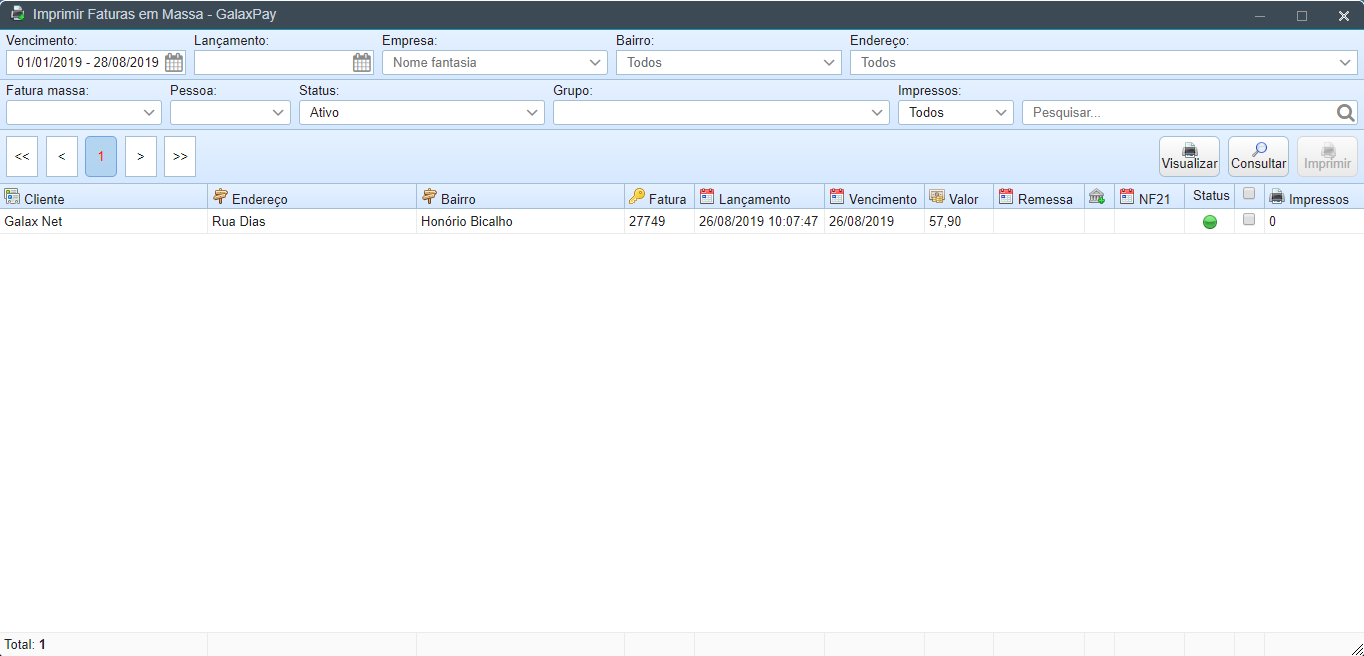 Imprimir Faturas em Massa - GalaxPay
Vencimento: Lançamento: Empresa: Bairro: Endereço:
01/01/2019 - 28/08/2019 Nome fantasia Todos Todos
Fatura massa: Pessoa: Status: Grupo: Impressos:
Ativo Todos Pesquisar...
<< < 1 > >> Visualizar Consultar Imprimir
Cliente Endereço Bairro Fatura Lançamento Vencimento Valor Remessa NF21 Status Impressos
Galax Net Rua Dias Honório Bicalho 27749 26/08/2019 10:07:47 26/08/2019 57,90 0
Total: 1